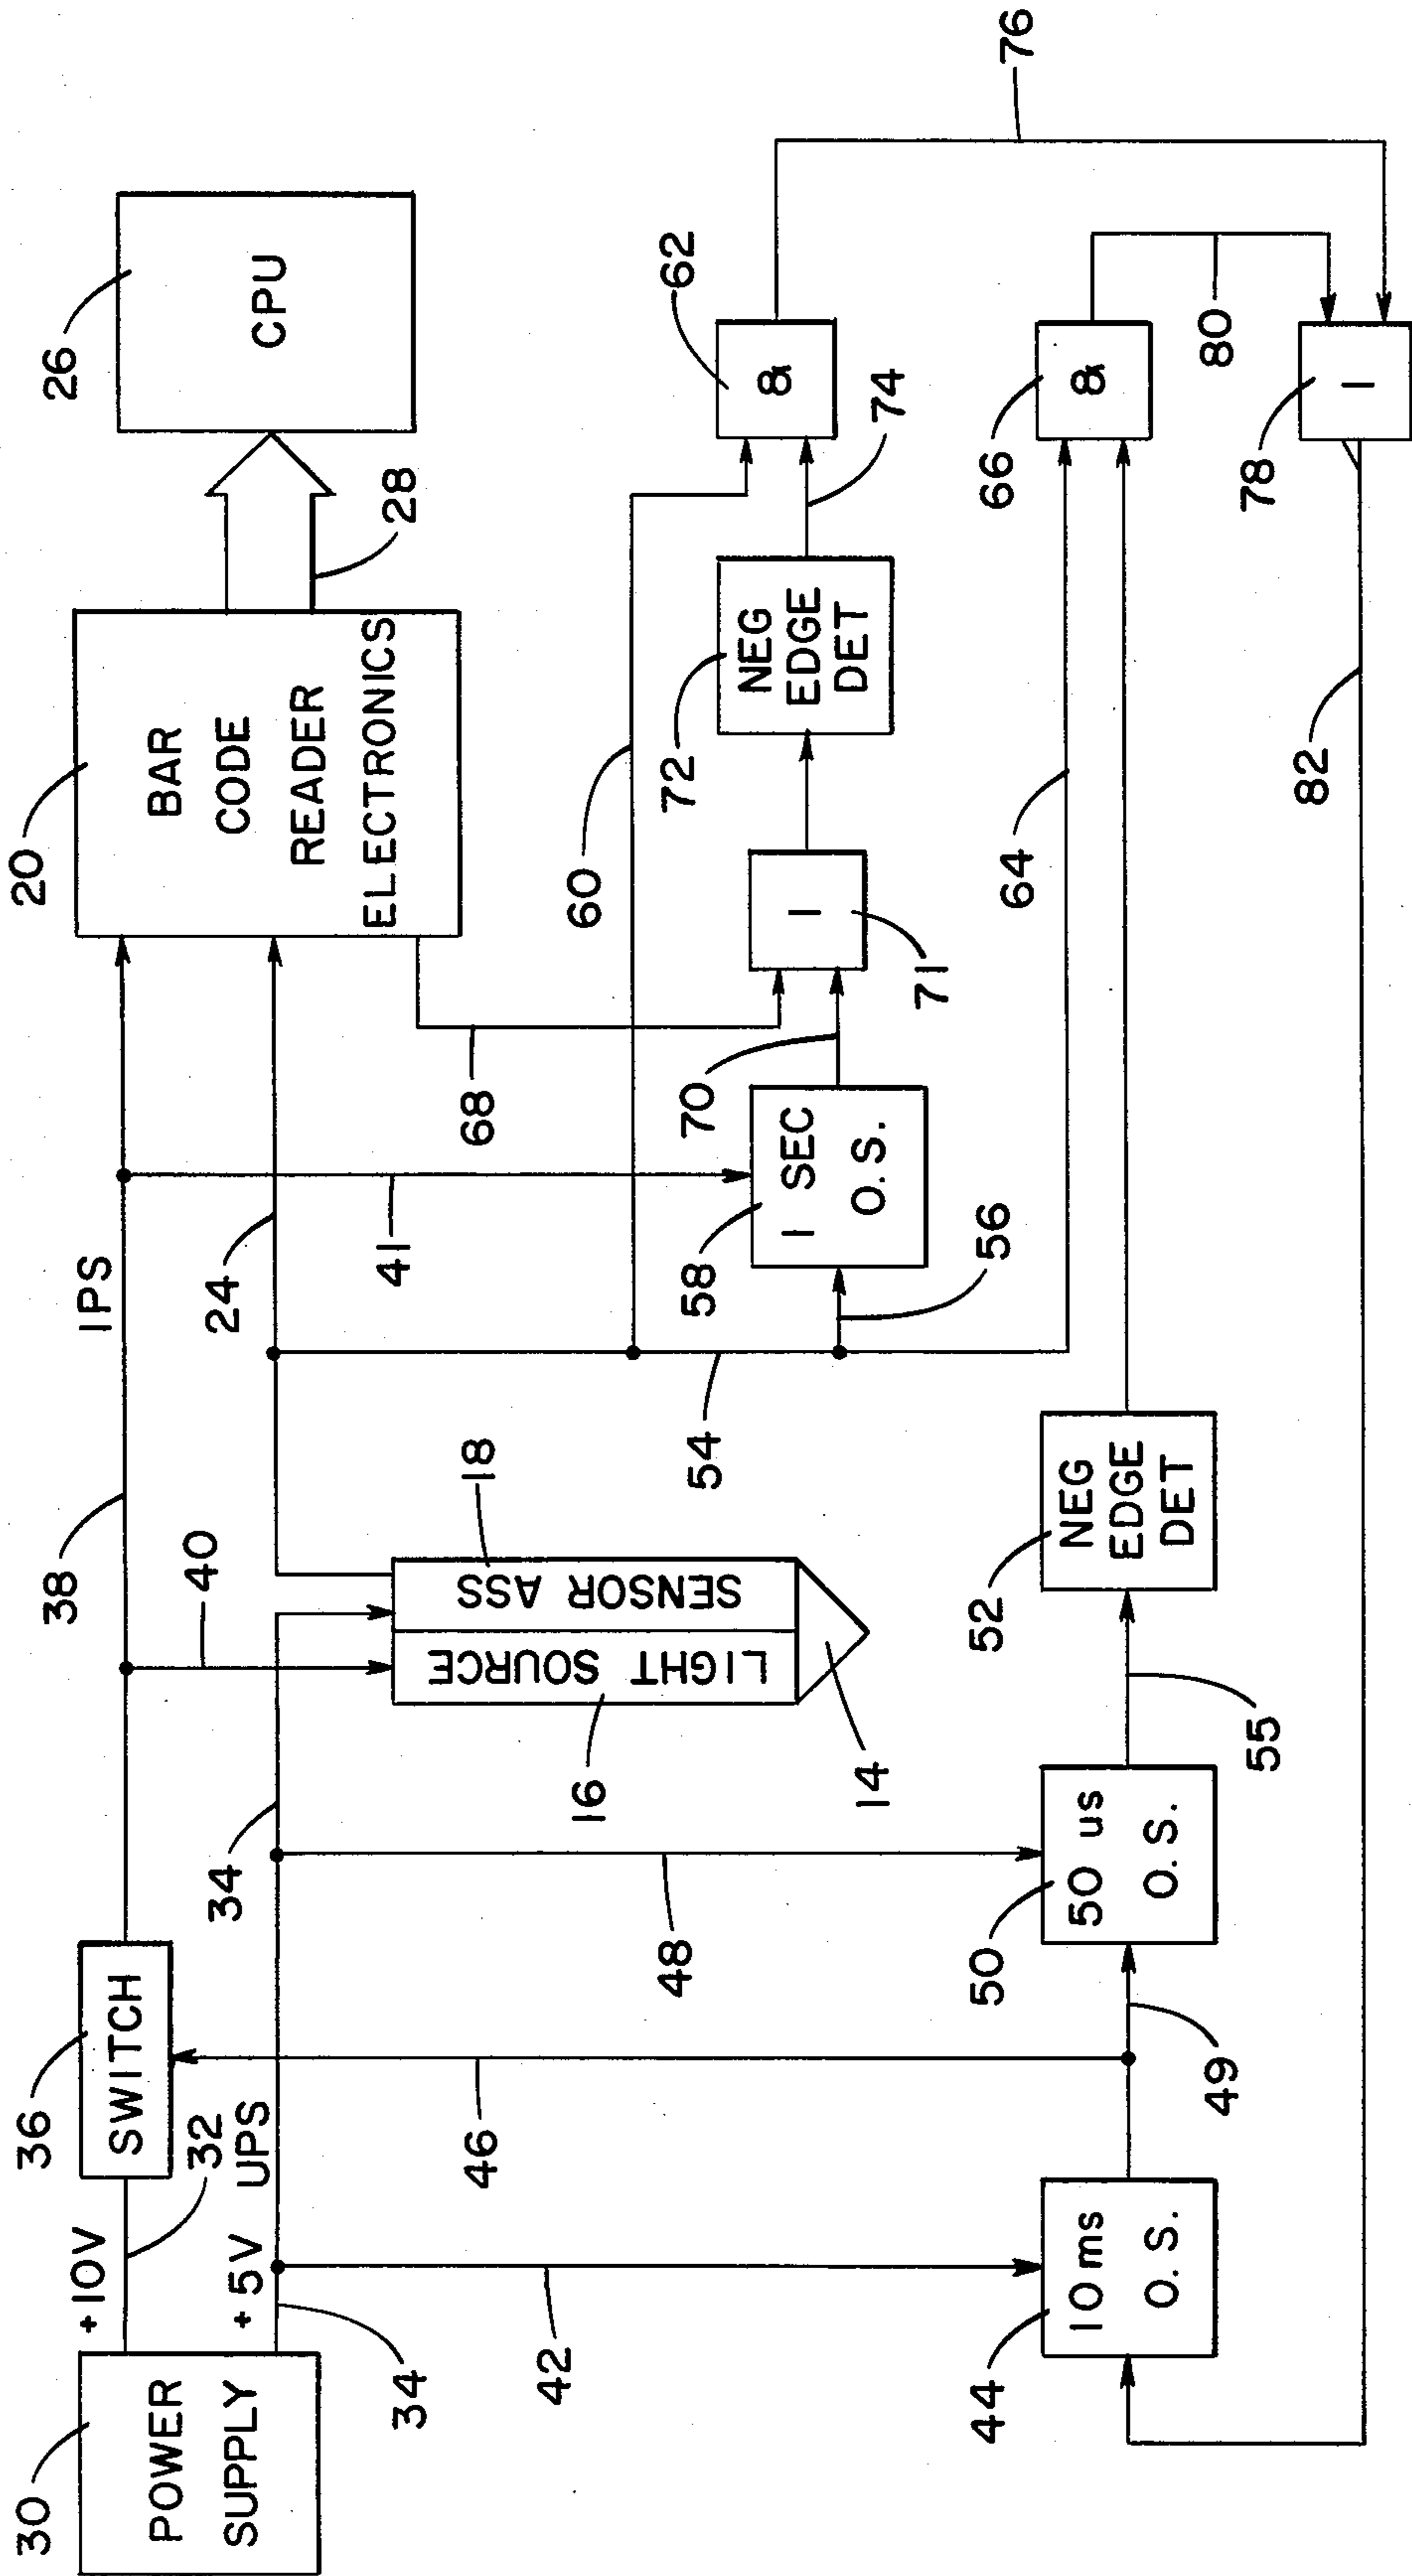 30
POWER
SUPPLY
+10V
32
36
SWITCH
38
IPS
20
BAR
CODE
READER
ELECTRONICS
28
26
CPU
+5V
UPS
34
34
40
24
41
68
42
46
48
16
LIGHT SOURCE
18
SENSOR ASS
14
54
56
58
1 SEC
O.S.
70
71
60
72
NEG
EDGE
DET
74
62
&
76
64
66
&
80
78
1
1
44
10 ms
O.S.
49
50
50 us
O.S.
55
52
NEG
EDGE
DET
82